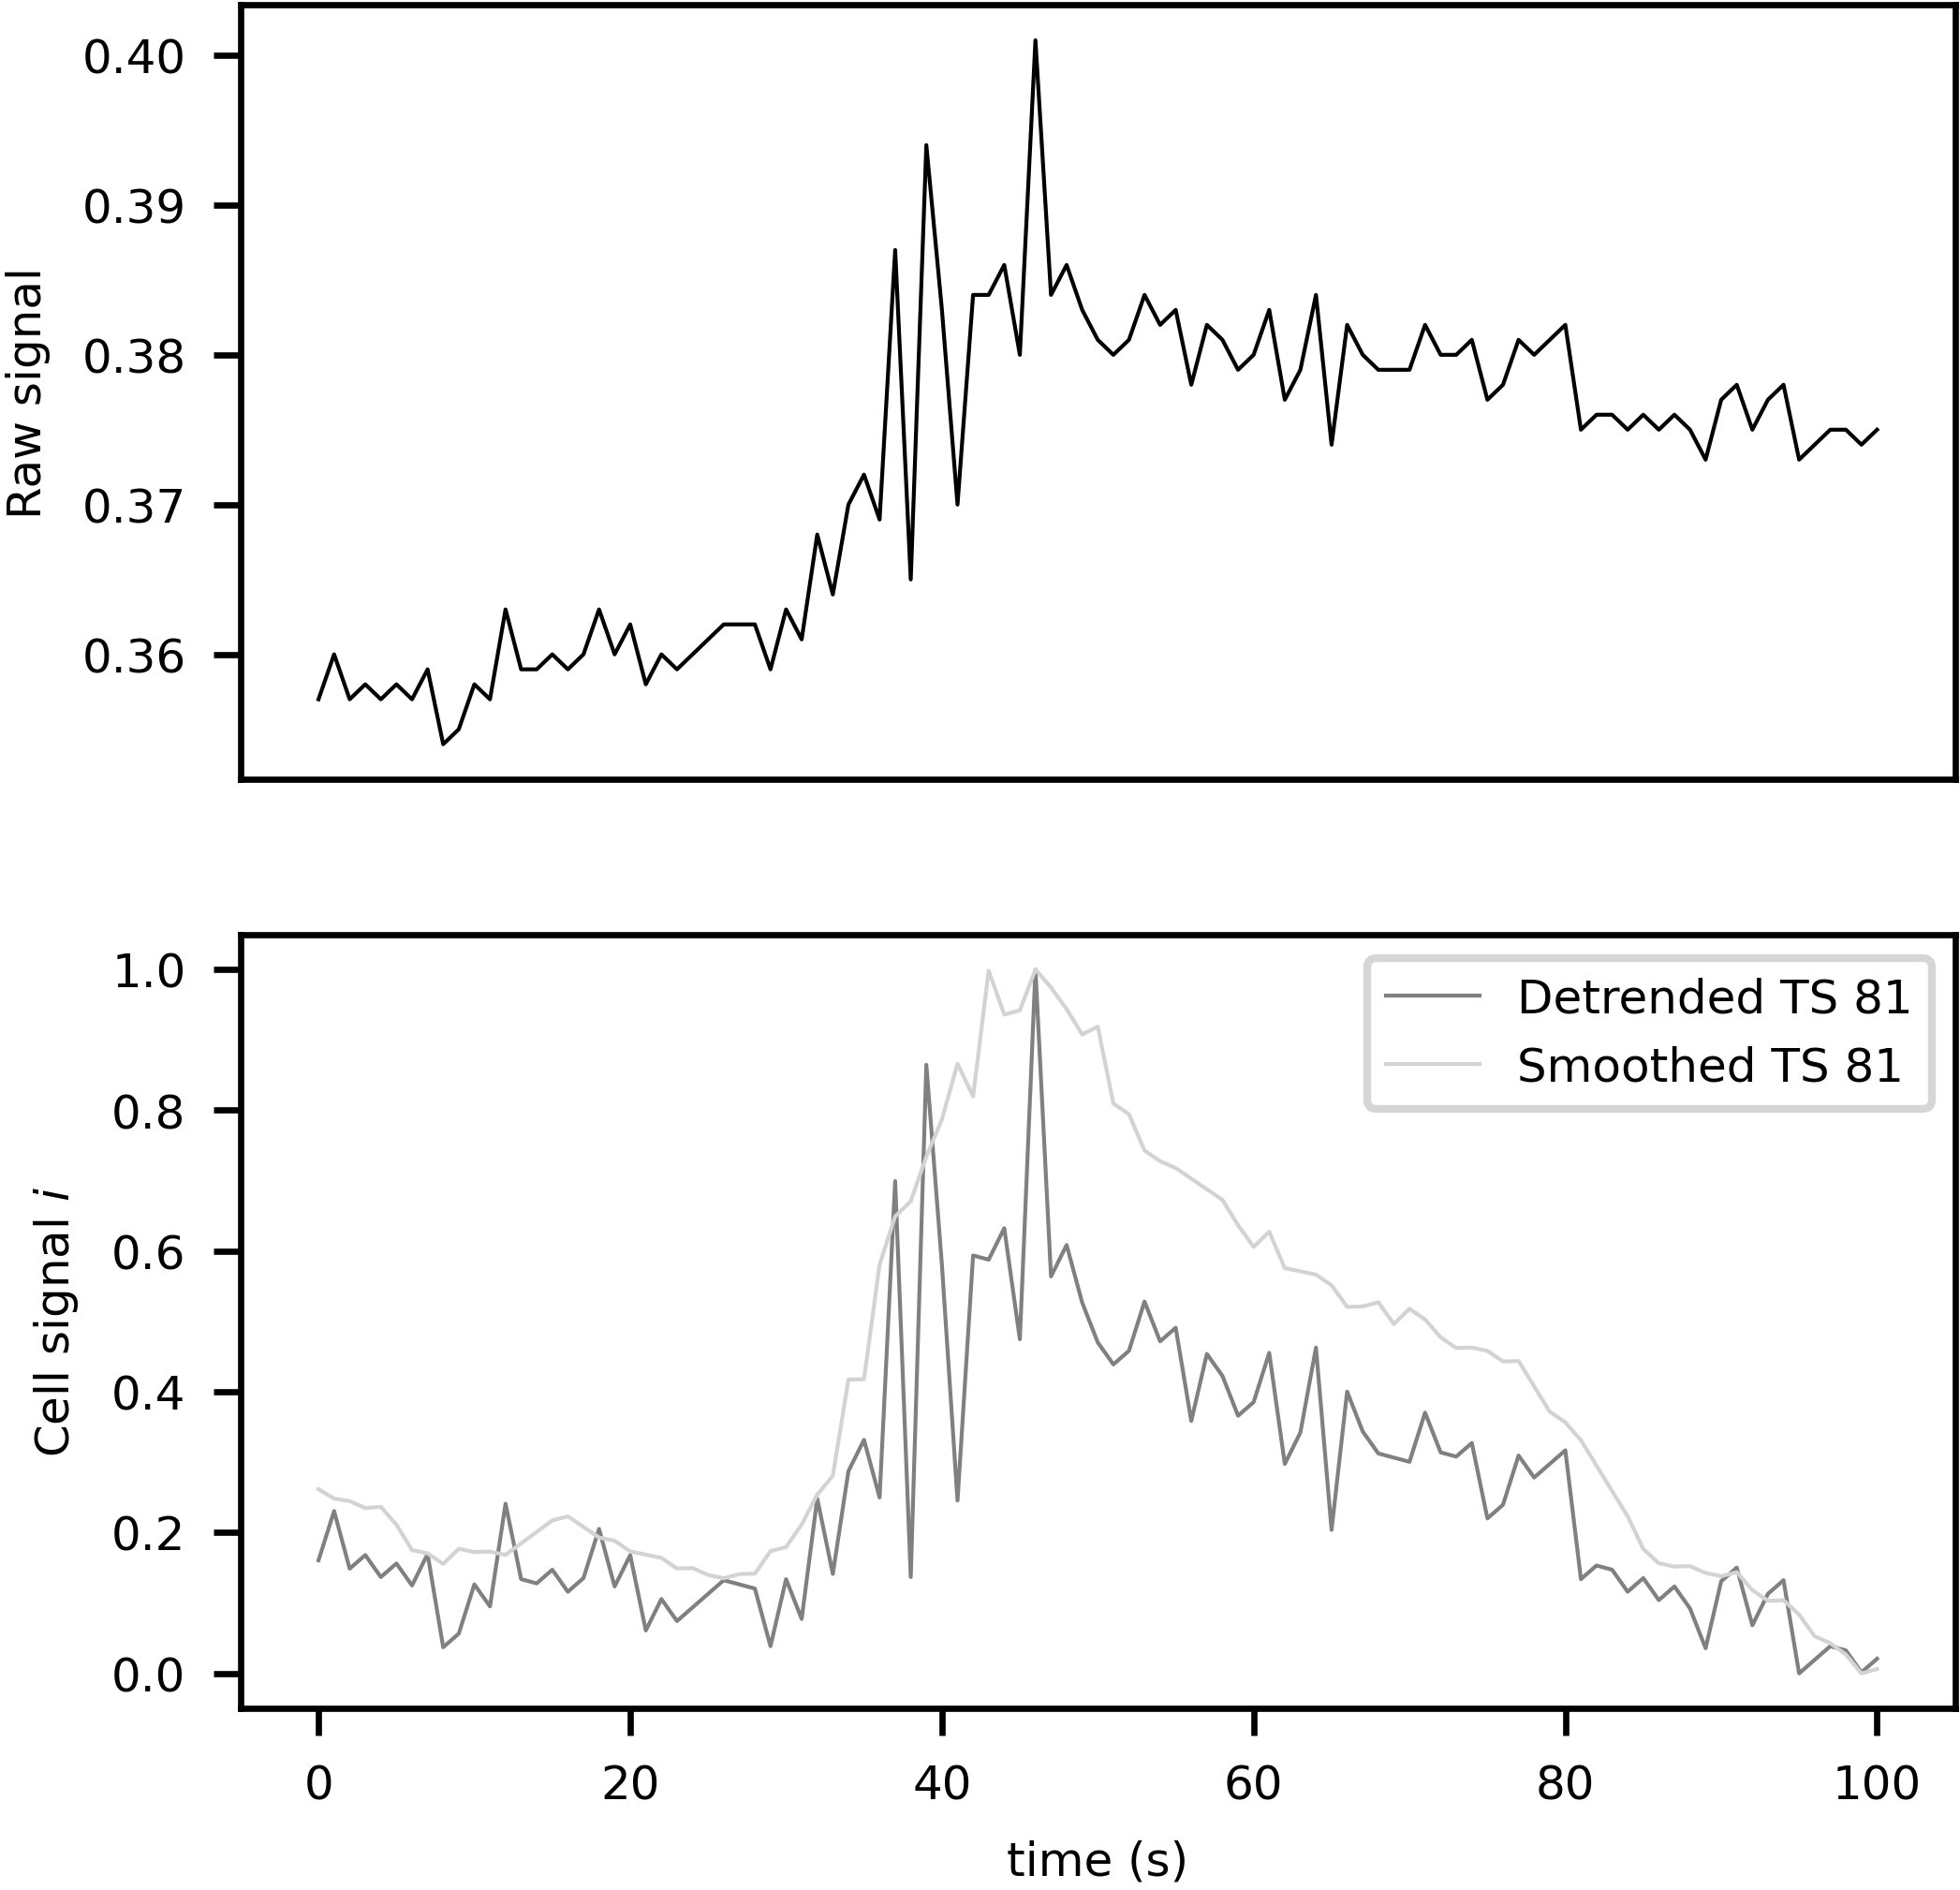 0.40
0.39
0.38
0.37
0.36
Raw signal
1.0
0.8
0.6
0.4
0.2
0.0
Cell signal i
Detrended TS 81
Smoothed TS 81
0 20 40 60 80 100
time (s)